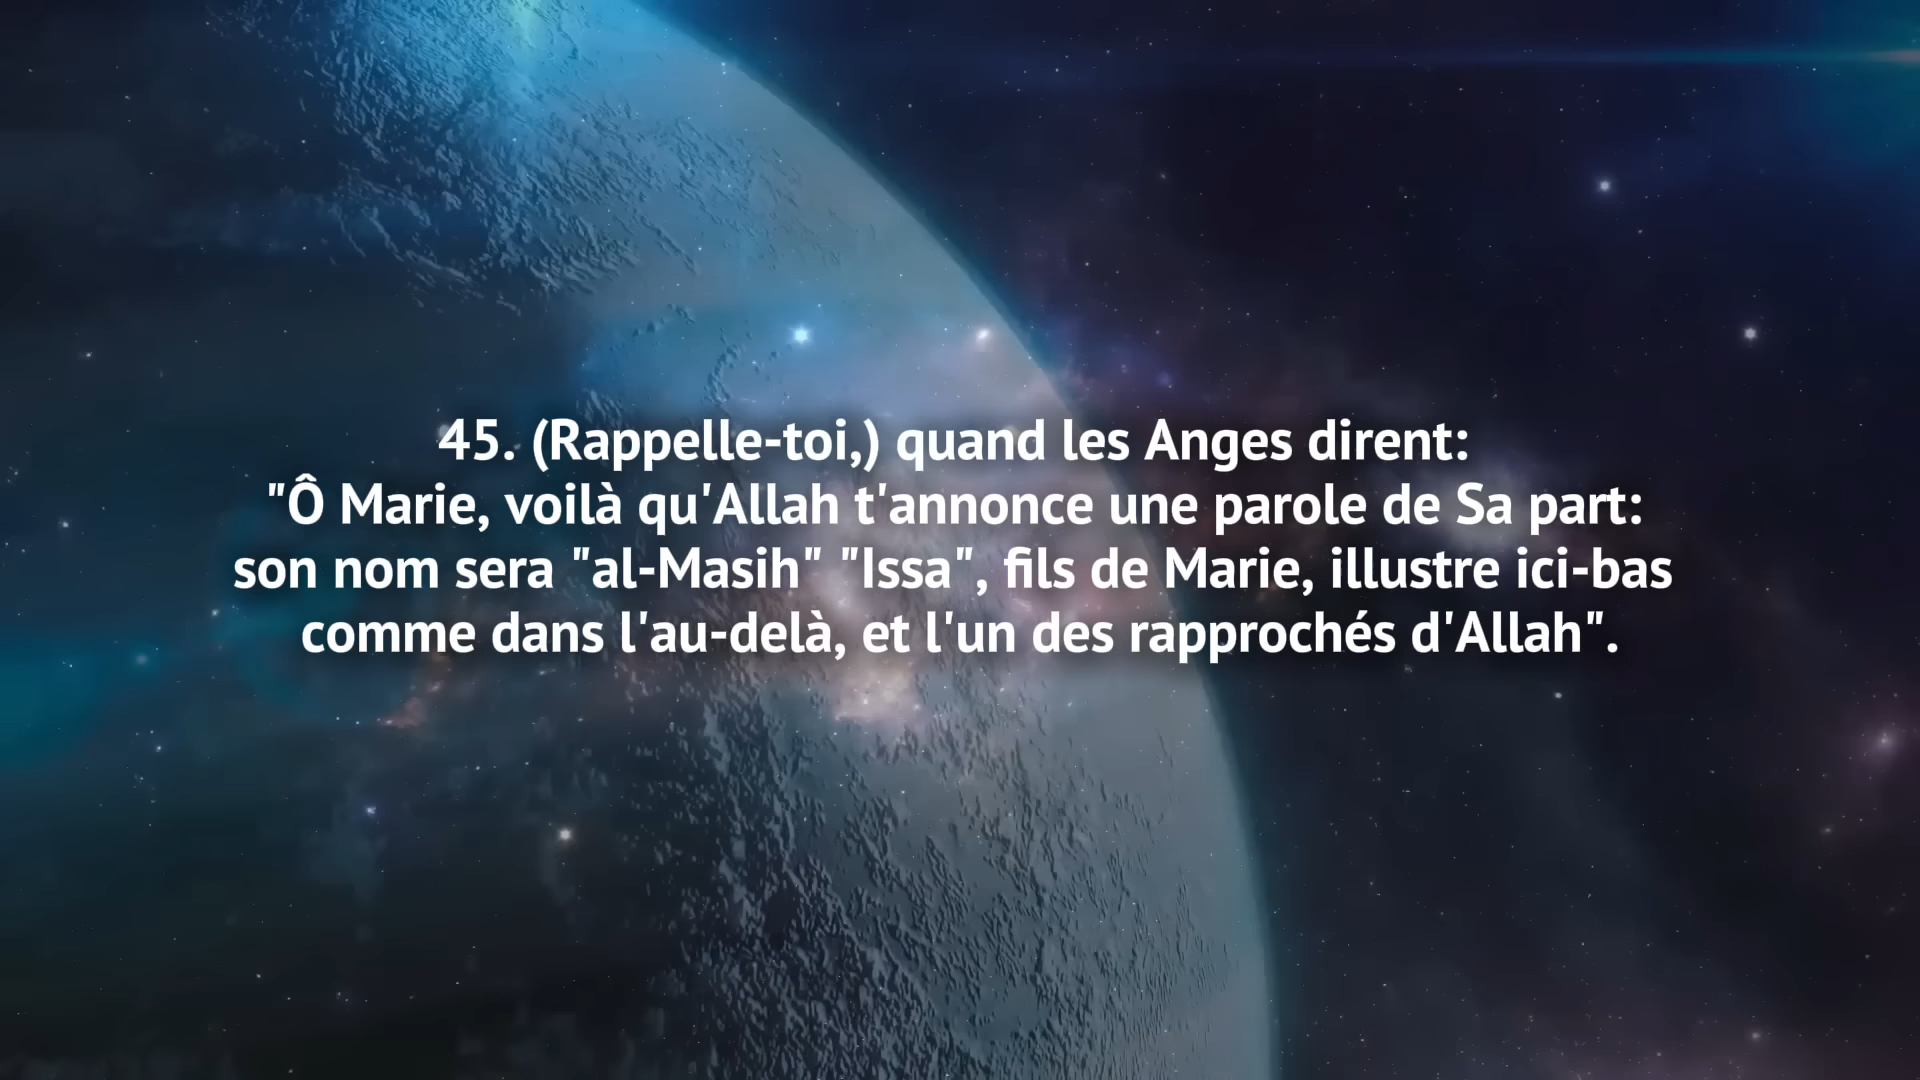 45. (Rappelle-toi,) quand les Anges dirent:
"Ô Marie, voilà qu'Allah t'annonce une parole de Sa part:
son nom sera "al-Masih" "Issa", fils de Marie, illustre ici-bas
comme dans l'au-delà, et l'un des rapprochés d'Allah".